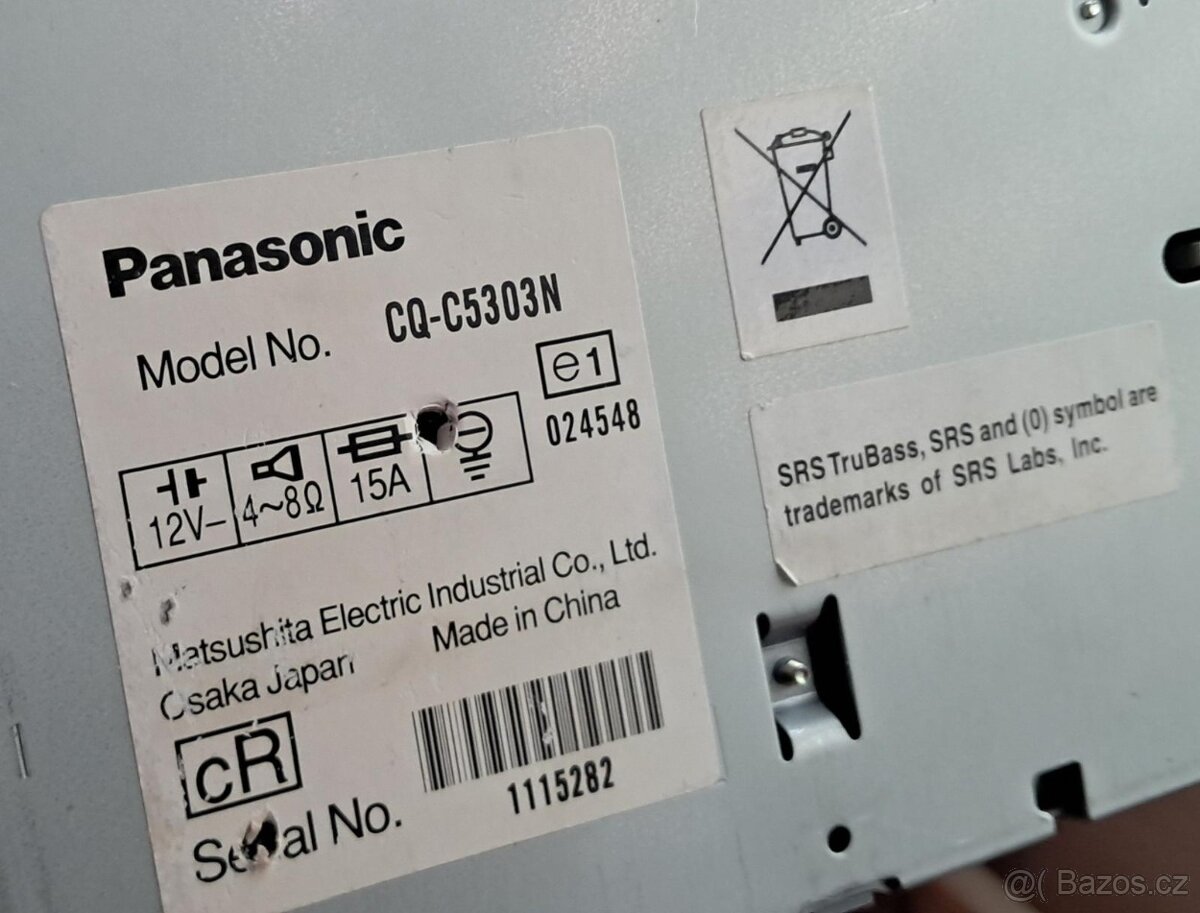 Panasonic
Model No. CQ-C5303N
e1
024548
12V⎓ 4~8Ω 15A
Matsushita Electric Industrial Co., Ltd.
Osaka Japan Made in China
cR
1115282
Serial No.
SRS TruBass, SRS and (O) symbol are
trademarks of SRS Labs, Inc.
@( Bazos.cz